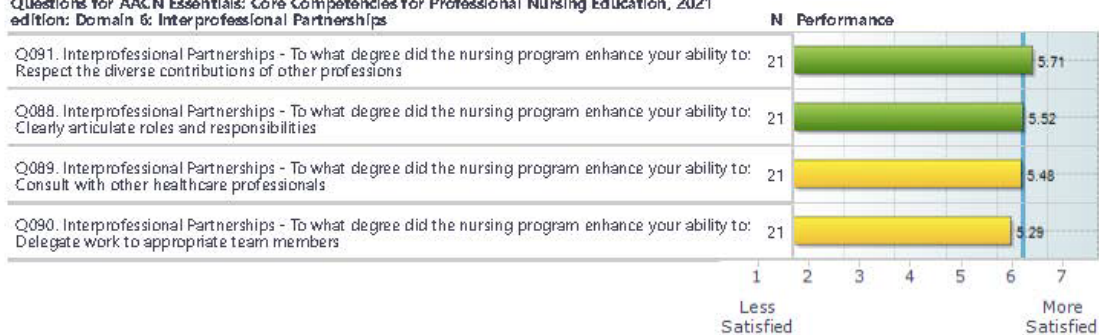 Questions for AACN Essentials: Core Competencies for Professional Nursing Education, 2021
edition: Domain 6: Interprofessional Partnerships
N Performance
Q091. Interprofessional Partnerships - To what degree did the nursing program enhance your ability to:
Respect the diverse contributions of other professions
21
5.71
Q088. Interprofessional Partnerships - To what degree did the nursing program enhance your ability to:
Clearly articulate roles and responsibilities
21
5.52
Q089. Interprofessional Partnerships - To what degree did the nursing program enhance your ability to:
Consult with other healthcare professionals
21
5.48
Q090. Interprofessional Partnerships - To what degree did the nursing program enhance your ability to:
Delegate work to appropriate team members
21
5.29
1 2 3 4 5 6 7
Less
Satisfied
More
Satisfied